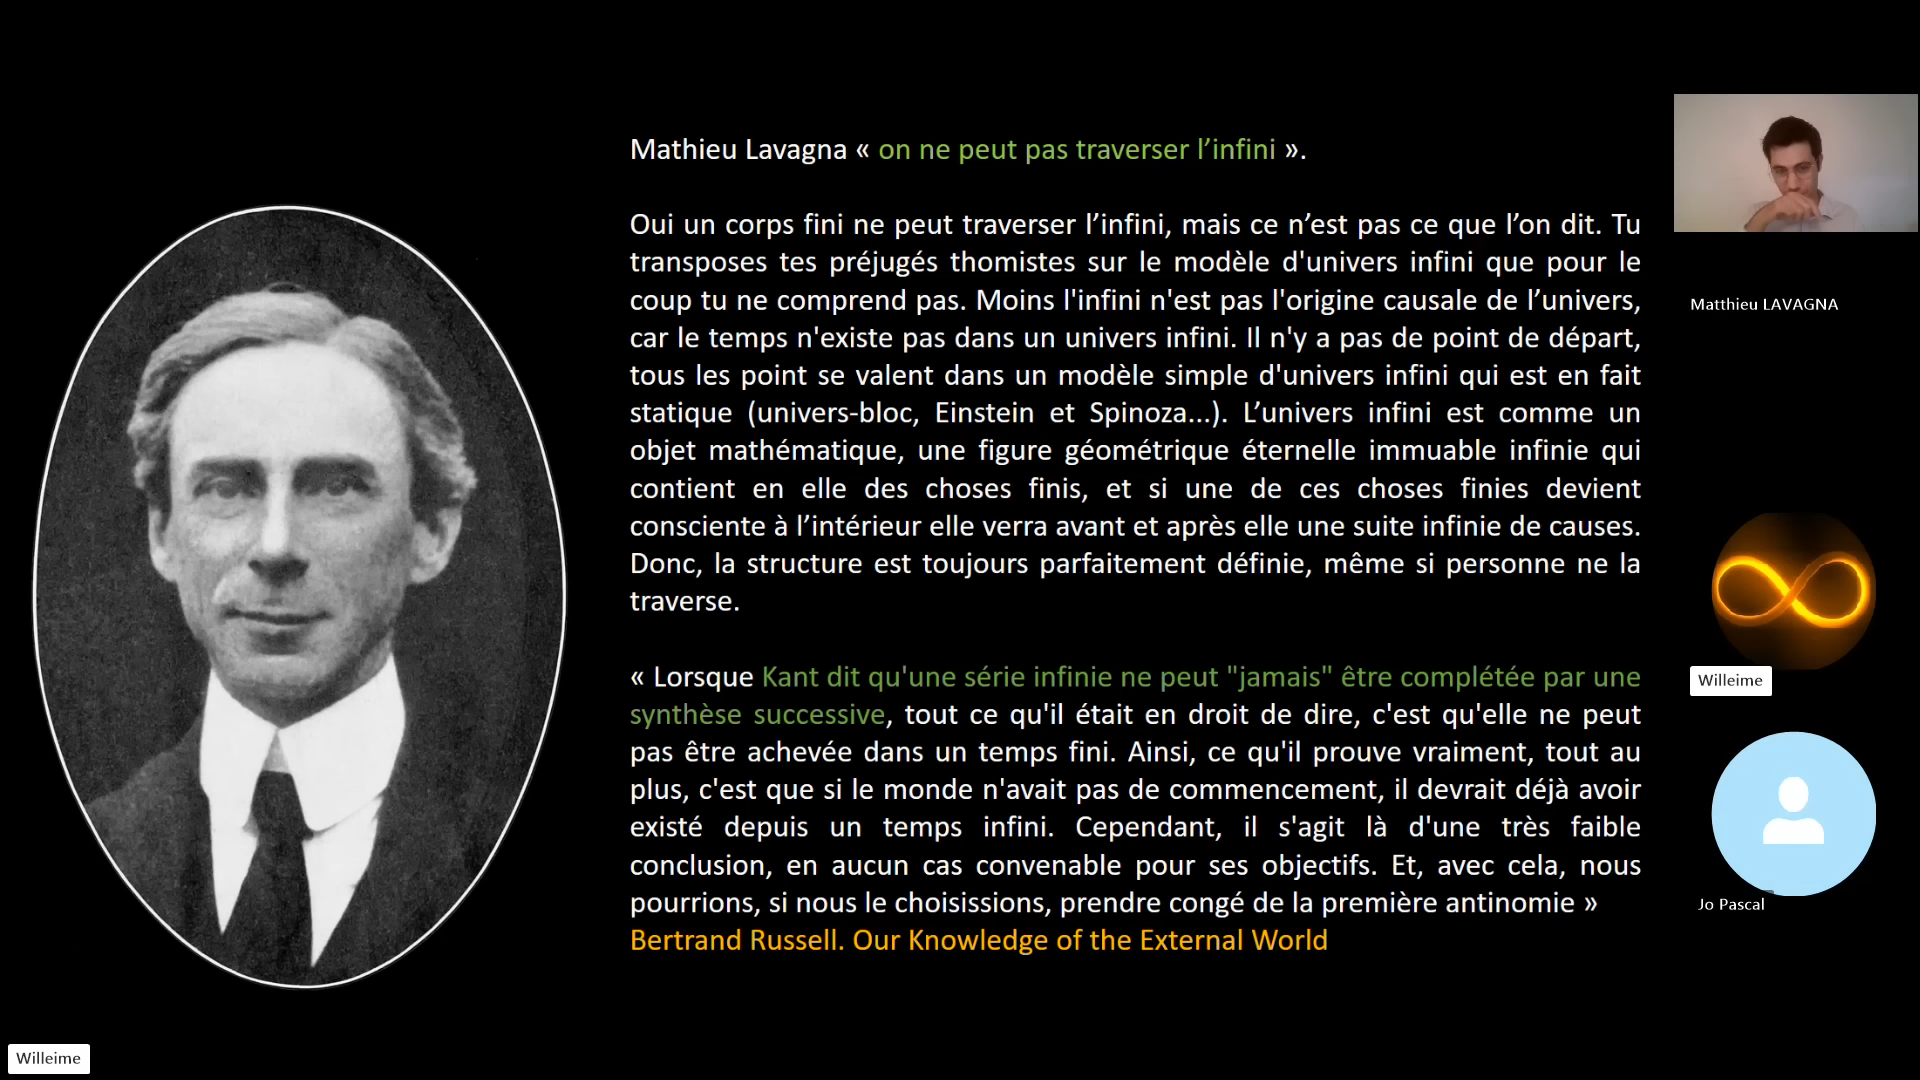 Mathieu Lavagna « on ne peut pas traverser l’infini ».
Oui un corps fini ne peut traverser l’infini, mais ce n’est pas ce que l’on dit. Tu
transposes tes préjugés thomistes sur le modèle d'univers infini que pour le
coup tu ne comprend pas. Moins l'infini n'est pas l'origine causale de l’univers,
car le temps n'existe pas dans un univers infini. Il n'y a pas de point de départ,
tous les point se valent dans un modèle simple d'univers infini qui est en fait
statique (univers-bloc, Einstein et Spinoza...). L’univers infini est comme un
objet mathématique, une figure géométrique éternelle immuable infinie qui
contient en elle des choses finis, et si une de ces choses finies devient
consciente à l’intérieur elle verra avant et après elle une suite infinie de causes.
Donc, la structure est toujours parfaitement définie, même si personne ne la
traverse.
« Lorsque Kant dit qu'une série infinie ne peut "jamais" être complétée par une
synthèse successive, tout ce qu'il était en droit de dire, c'est qu'elle ne peut
pas être achevée dans un temps fini. Ainsi, ce qu'il prouve vraiment, tout au
plus, c'est que si le monde n'avait pas de commencement, il devrait déjà avoir
existé depuis un temps infini. Cependant, il s'agit là d'une très faible
conclusion, en aucun cas convenable pour ses objectifs. Et, avec cela, nous
pourrions, si nous le choisissions, prendre congé de la première antinomie »
Bertrand Russell. Our Knowledge of the External World
Matthieu LAVAGNA
Willeime
Jo Pascal
Willeime